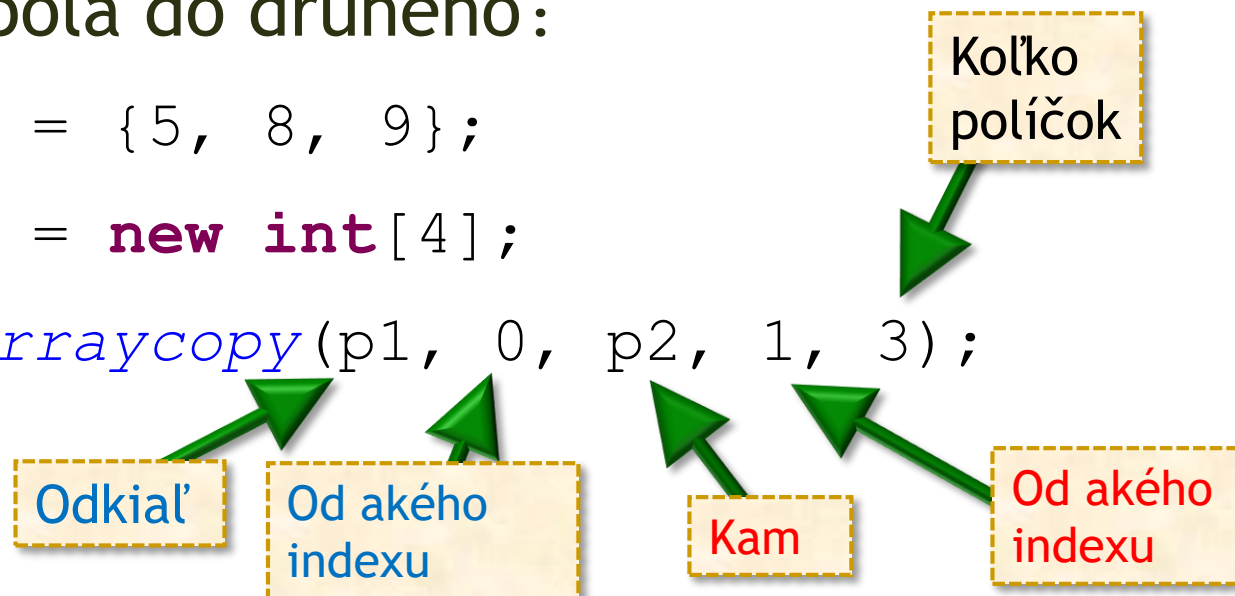 pola do druhého:
Koľko
políčok
= {5, 8, 9};
= new int[4];
rraycopy(p1, 0, p2, 1, 3);
Odkiaľ
Od akého
indexu
Kam
Od akého
indexu